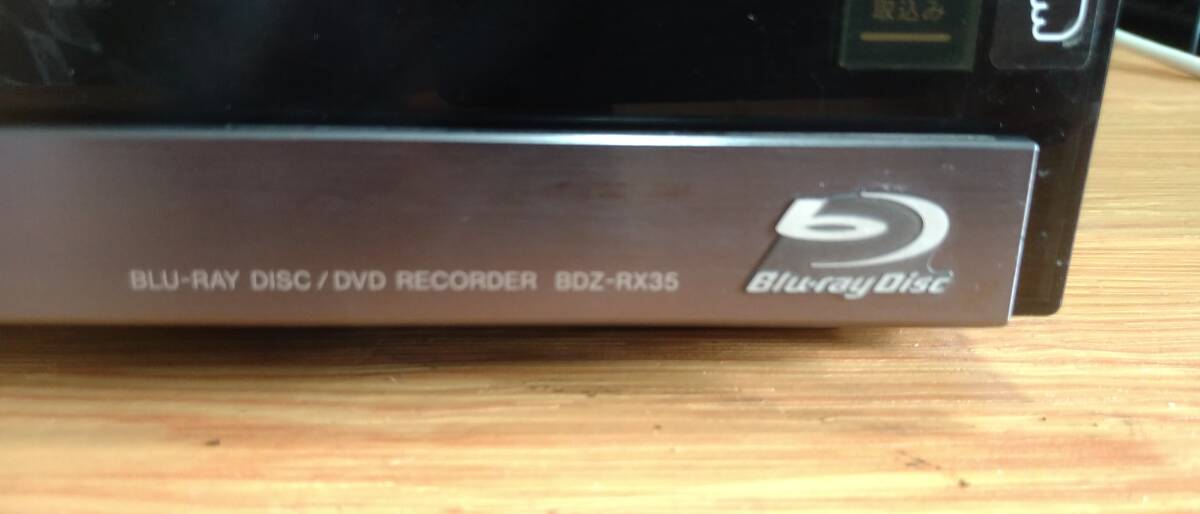 取込み
BLU-RAY DISC / DVD RECORDER BDZ-RX35
Blu-ray Disc